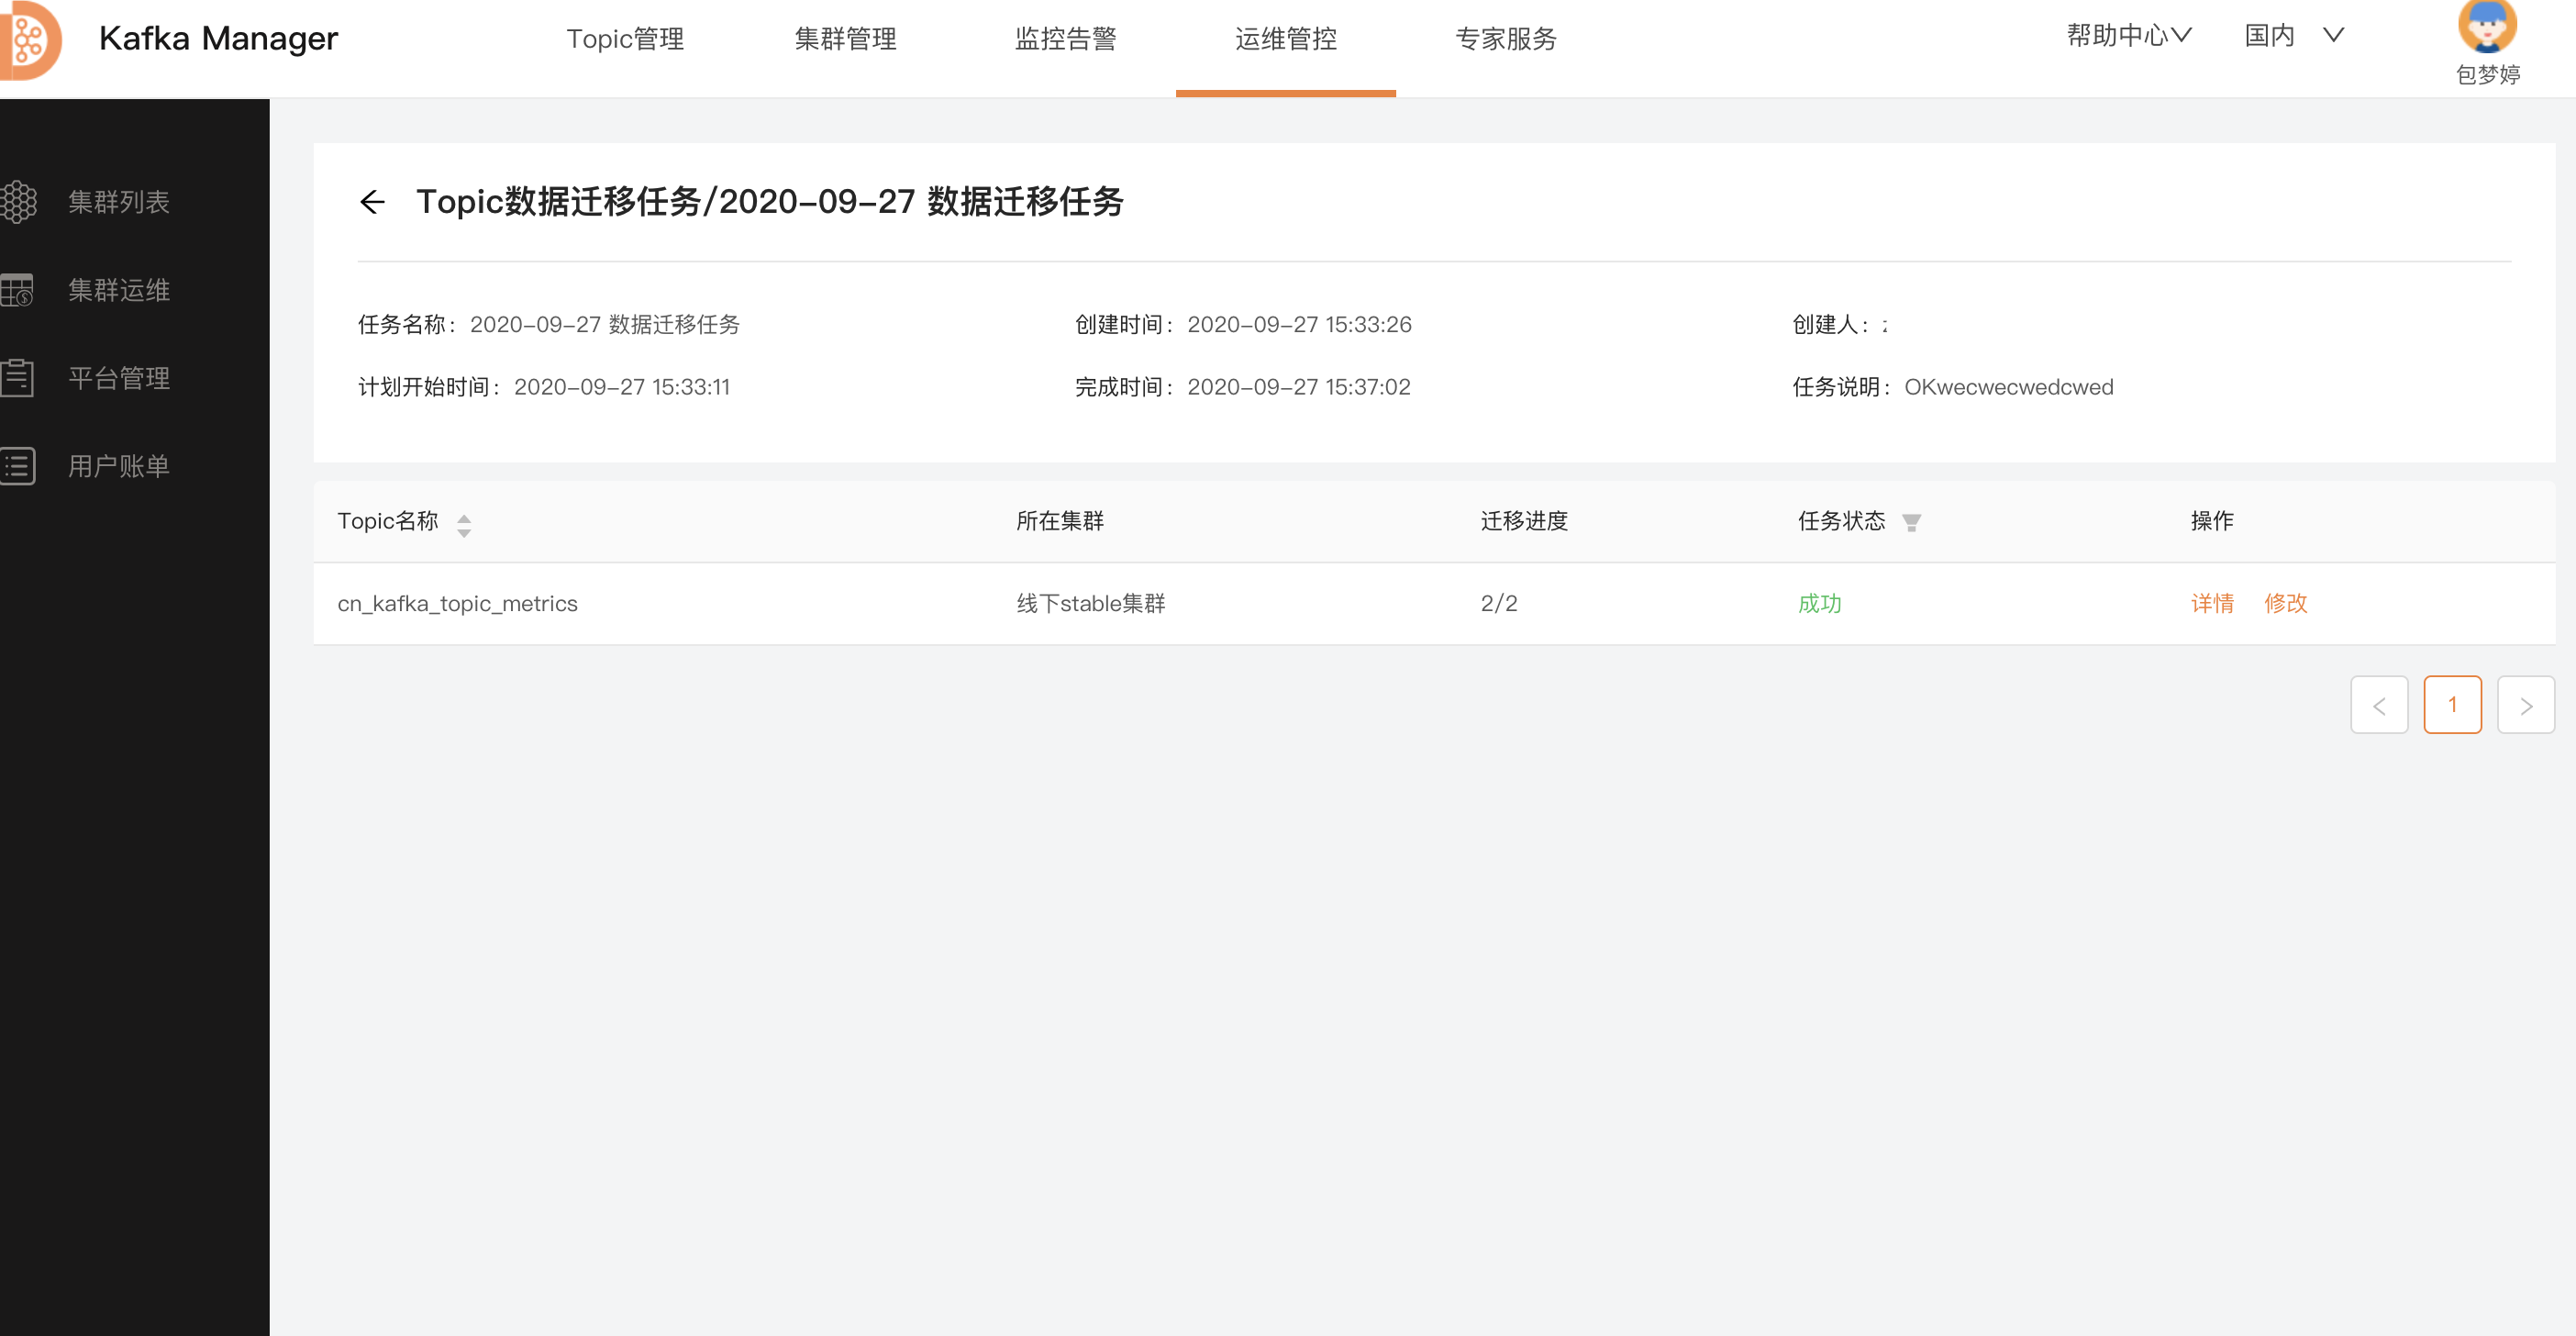 Kafka Manager Topic管理 集群管理 监控告警 运维管控 专家服务 帮助中心 国内
包梦婷
集群列表
集群运维
平台管理
用户账单
Topic数据迁移任务/2020-09-27 数据迁移任务
任务名称： 2020-09-27 数据迁移任务 创建时间： 2020-09-27 15:33:26 创建人：
计划开始时间： 2020-09-27 15:33:11 完成时间： 2020-09-27 15:37:02 任务说明： OKwecwecwedcwed
Topic名称 所在集群 迁移进度 任务状态 操作
cn_kafka_topic_metrics 线下stable集群 2/2 成功 详情 修改
1